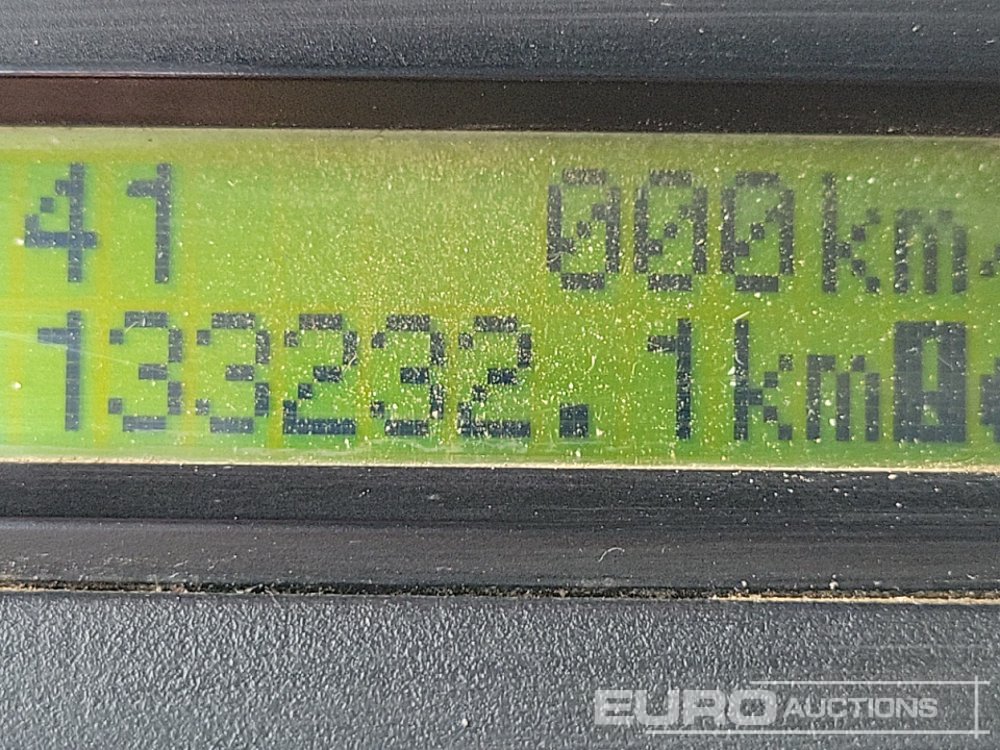 41 000km
133232.1km
EURO AUCTIONS